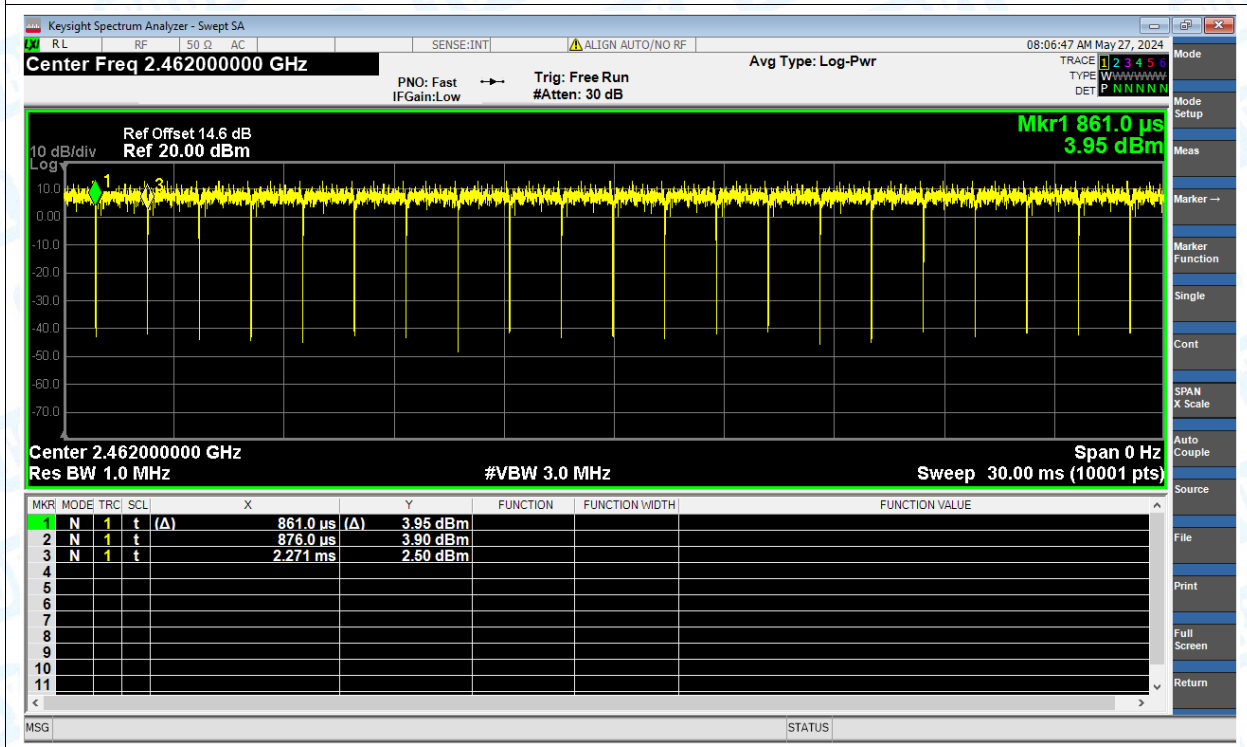 Keysight Spectrum Analyzer - Swept SA
LXI RL RF 50 Ω AC SENSE:INT ALIGN AUTO/NO RF 08:06:47 AM May 27, 2024
Center Freq 2.462000000 GHz
PNO: Fast
IFGain:Low
Trig: Free Run
#Atten: 30 dB
Avg Type: Log-Pwr
TRACE 1 2 3 4 5 6
TYPE WWWWWW
DET P N N N N N
Mkr1 861.0 µs
3.95 dBm
Ref Offset 14.6 dB
10 dB/div Ref 20.00 dBm
Log
1
3
10.0
0.00
-10.0
-20.0
-30.0
-40.0
-50.0
-60.0
-70.0
Center 2.462000000 GHz Span 0 Hz
Res BW 1.0 MHz #VBW 3.0 MHz Sweep 30.00 ms (10001 pts)
MKR MODE TRC SCL X Y FUNCTION FUNCTION WIDTH FUNCTION VALUE
1 N 1 t (Δ) 861.0 µs (Δ) 3.95 dBm
2 N 1 t 876.0 µs 3.90 dBm
3 N 1 t 2.271 ms 2.50 dBm
4
5
6
7
8
9
10
11
MSG STATUS
Mode
Mode
Setup
Meas
Marker →
Marker
Function
Single
Cont
SPAN
X Scale
Auto
Couple
Source
File
Print
Full
Screen
Return